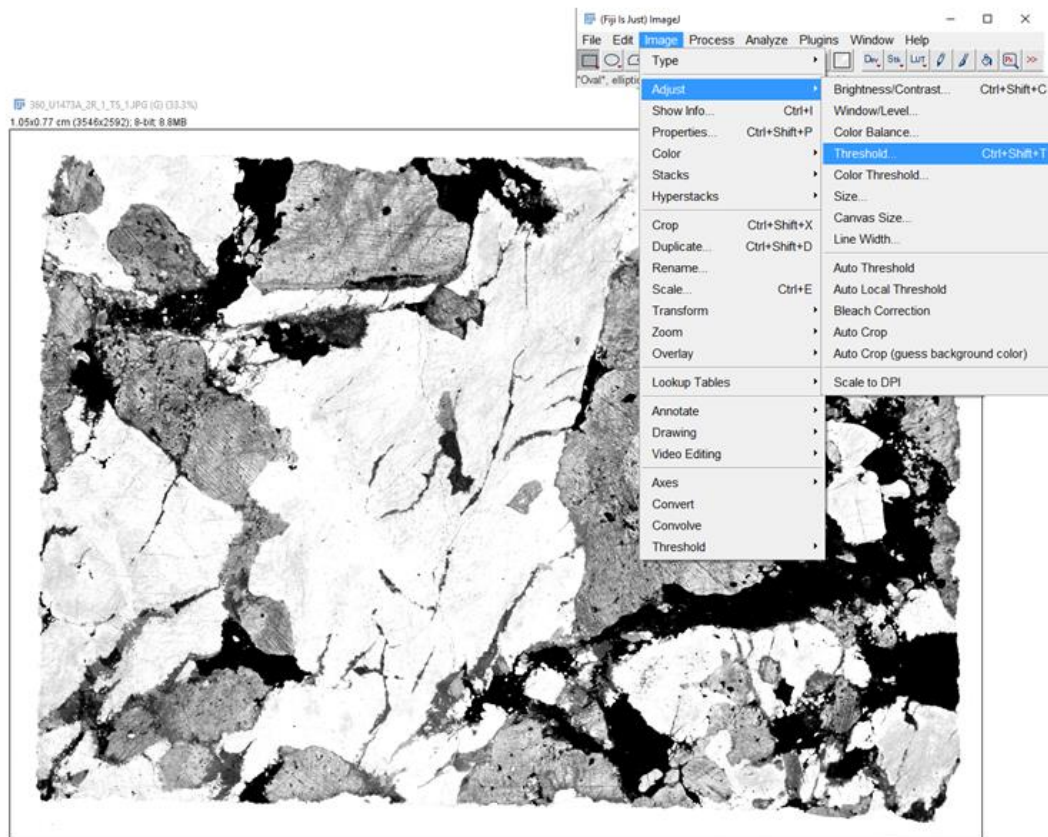 (Fiji Is Just) ImageJ
File Edit Image Process Analyze Plugins Window Help
Dev Stk LUT >>
"Oval", ellipti
Type
Adjust
Show Info... Ctrl+I
Properties... Ctrl+Shift+P
Color
Stacks
Hyperstacks
Crop Ctrl+Shift+X
Duplicate... Ctrl+Shift+D
Rename...
Scale... Ctrl+E
Transform
Zoom
Overlay
Lookup Tables
Annotate
Drawing
Video Editing
Axes
Convert
Convolve
Threshold
Brightness/Contrast... Ctrl+Shift+C
Window/Level...
Color Balance...
Threshold... Ctrl+Shift+T
Color Threshold...
Size...
Canvas Size...
Line Width...
Auto Threshold
Auto Local Threshold
Bleach Correction
Auto Crop
Auto Crop (guess background color)
Scale to DPI
360_U1473A_2R_1_TS_1.JPG (G) (33.3%)
1.05x0.77 cm (3546x2592); 8-bit; 8.8MB